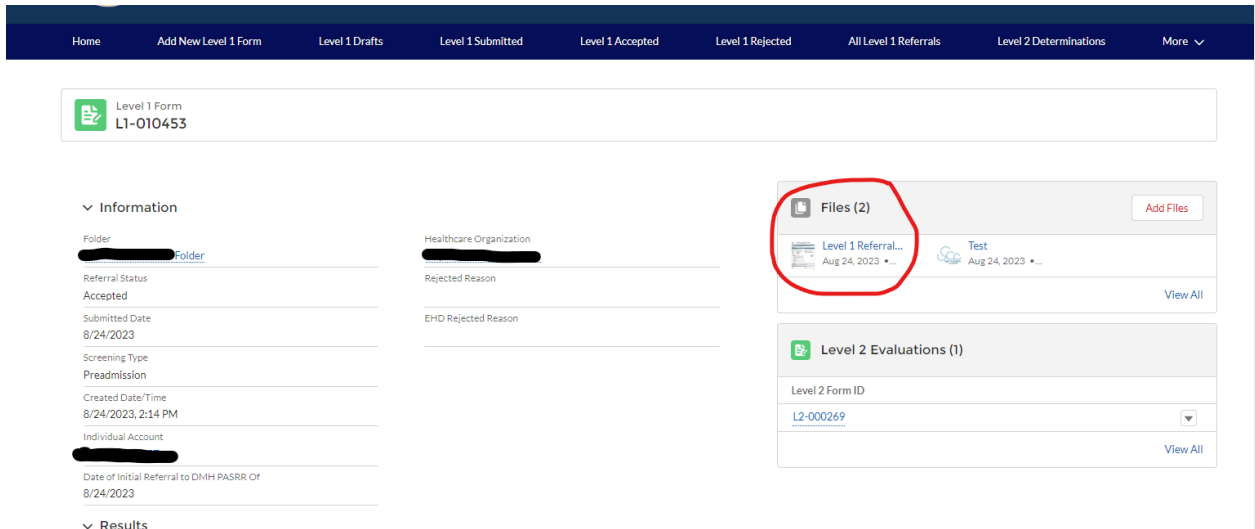 Home Add New Level 1 Form Level 1 Drafts Level 1 Submitted Level 1 Accepted Level 1 Rejected All Level 1 Referrals Level 2 Determinations More
Level 1 Form
L1-010453
Information
Folder
Folder
Referral Status
Accepted
Submitted Date
8/24/2023
Screening Type
Preadmission
Created Date/Time
8/24/2023, 2:14 PM
Individual Account
Date of Initial Referral to DMH PASRR Of
8/24/2023
Results
Healthcare Organization
Rejected Reason
EHD Rejected Reason
Files (2)
Add Files
Level 1 Referral...
Aug 24, 2023 •...
Test
Aug 24, 2023 •...
View All
Level 2 Evaluations (1)
Level 2 Form ID
L2-000269
View All